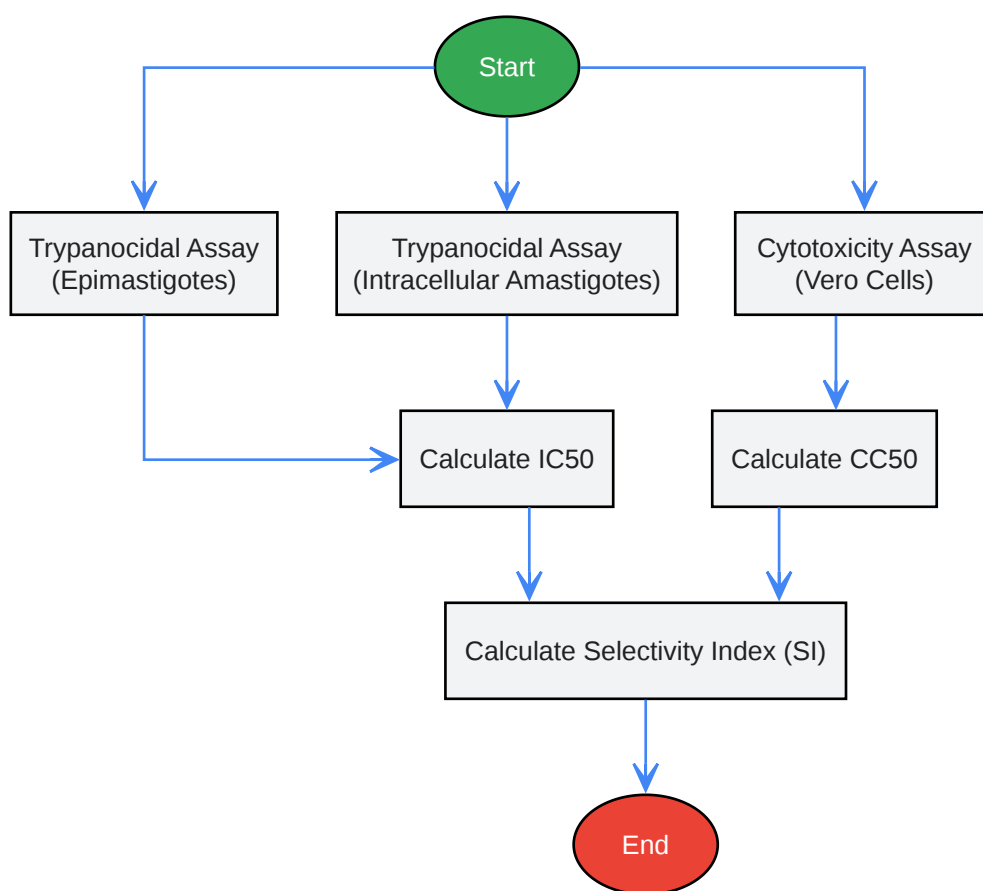 Start
Trypanocidal Assay
(Epimastigotes)
Trypanocidal Assay
(Intracellular Amastigotes)
Cytotoxicity Assay
(Vero Cells)
Calculate IC50
Calculate CC50
Calculate Selectivity Index (SI)
End